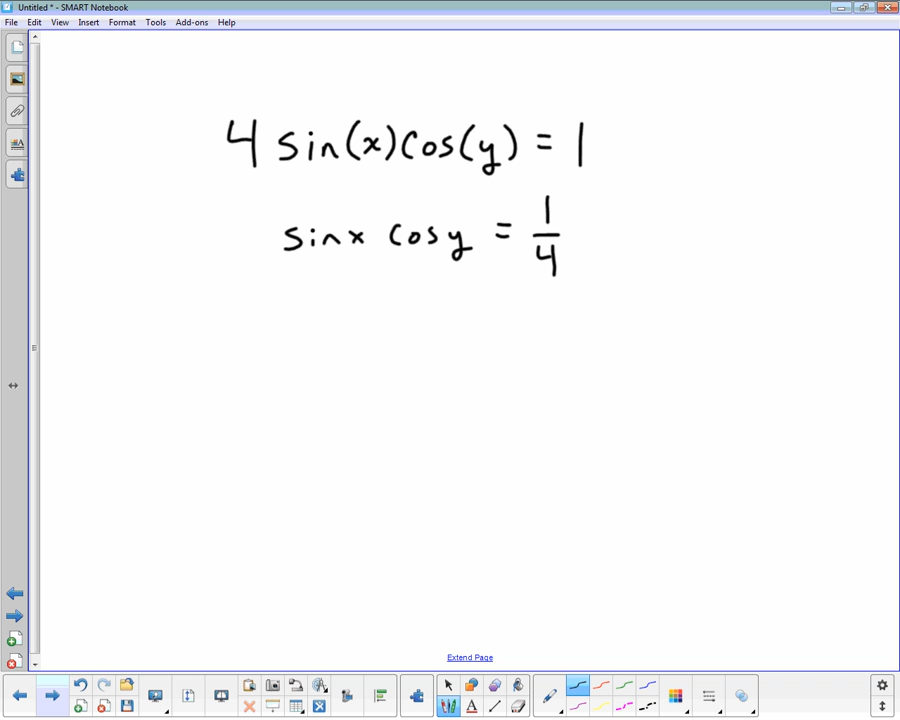 Untitled * - SMART Notebook
File Edit View Insert Format Tools Add-ons Help
4 sin(x)cos(y) = 1
sinx cosy = 1/4
Extend Page